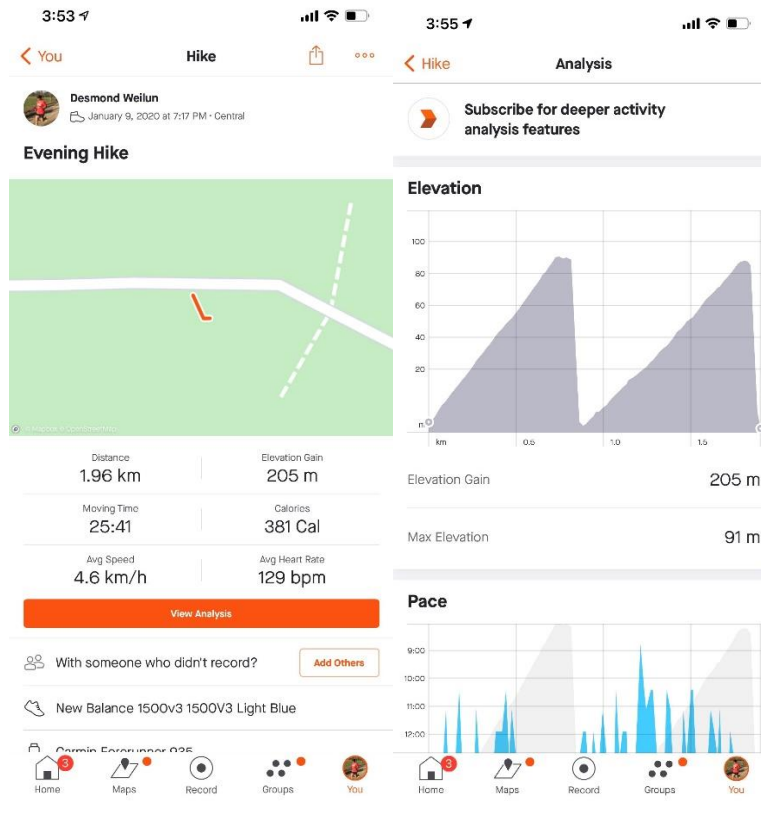 3:53
You
Hike
Desmond Weilun
January 9, 2020 at 7:17 PM · Central
Evening Hike
Distance
1.96 km
Elevation Gain
205 m
Moving Time
25:41
Calories
381 Cal
Avg Speed
4.6 km/h
Avg Heart Rate
129 bpm
View Analysis
With someone who didn't record?
Add Others
New Balance 1500v3 1500V3 Light Blue
Garmin Forerunner 935
3
Home
Maps
Record
Groups
You
3:55
Hike
Analysis
Subscribe for deeper activity
analysis features
Elevation
100
80
60
40
20
m
km
0.5
1.0
1.5
Elevation Gain
205 m
Max Elevation
91 m
Pace
9:00
10:00
11:00
12:00
3
Home
Maps
Record
Groups
You